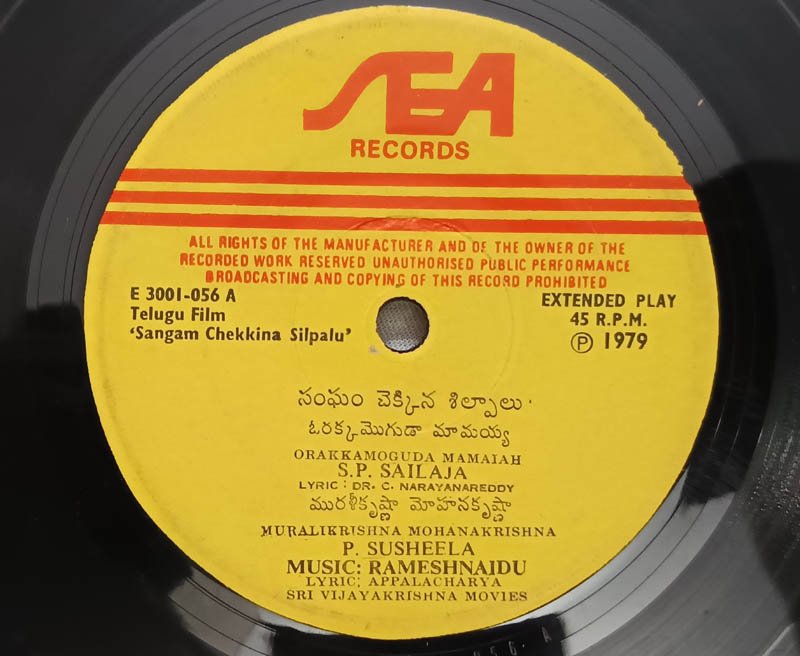 SEA
RECORDS
ALL RIGHTS OF THE MANUFACTURER AND OF THE OWNER OF THE
RECORDED WORK RESERVED UNAUTHORISED PUBLIC PERFORMANCE
BROADCASTING AND COPYING OF THIS RECORD PROHIBITED
E 3001-056 A
Telugu Film
‘Sangam Chekkina Silpalu’
EXTENDED PLAY
45 R.P.M.
Ⓟ 1979
సంఘం చెక్కిన శిల్పాలు
ఓరక్కమొగుడా మామయ్య
ORAKKAMOGUDA MAMAIAH
S.P. SAILAJA
LYRIC : DR. C. NARAYANAREDDY
మురళీకృష్ణా మోహనకృష్ణా
MURALIKRISHNA MOHANAKRISHNA
P. SUSHEELA
MUSIC: RAMESHNAIDU
LYRIC: APPALACHARYA
SRI VIJAYAKRISHNA MOVIES